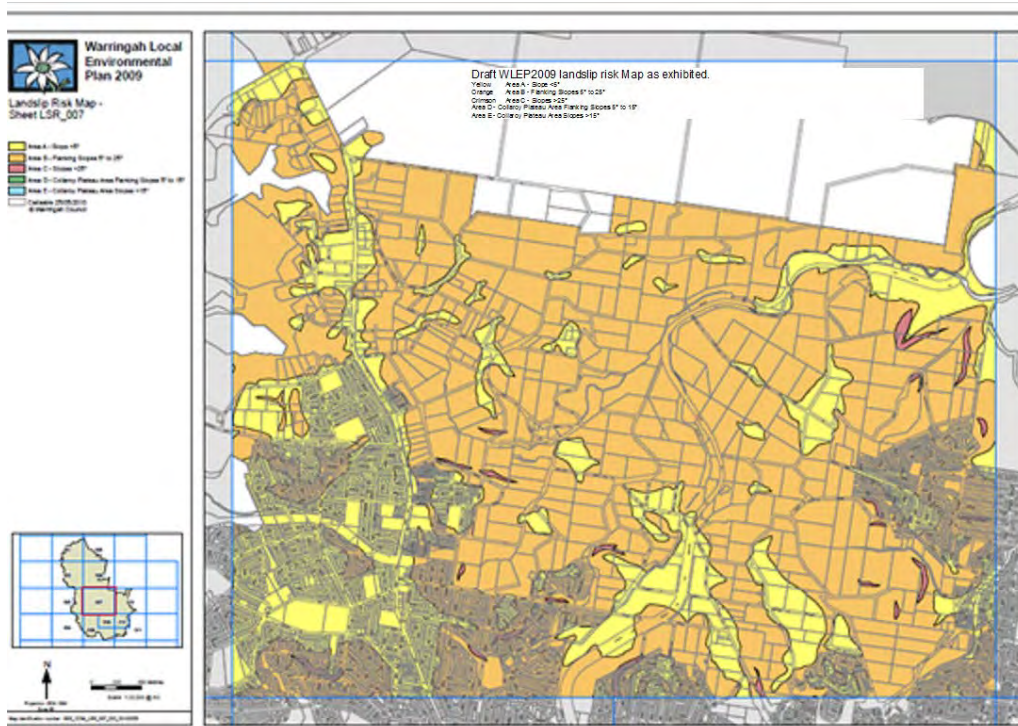 Warringah Local
Environmental
Plan 2009
Landslip Risk Map -
Sheet LSR_007
Area A - Slope <5°
Area B - Flanking Slopes 5° to 25°
Area C - Slopes >25°
Area D - Collaroy Plateau Area Flanking Slopes 5° to 15°
Area E - Collaroy Plateau Area Slopes >15°
Cadastre
© Warringah Council
Draft WLEP2009 landslip risk Map as exhibited.
Yellow Area A - Slope <5°
Orange Area B - Flanking Slopes 5° to 25°
Crimson Area C - Slopes >25°
Area D - Collaroy Plateau Area Flanking Slopes 5° to 15°
Area E - Collaroy Plateau Area Slopes >15°
N